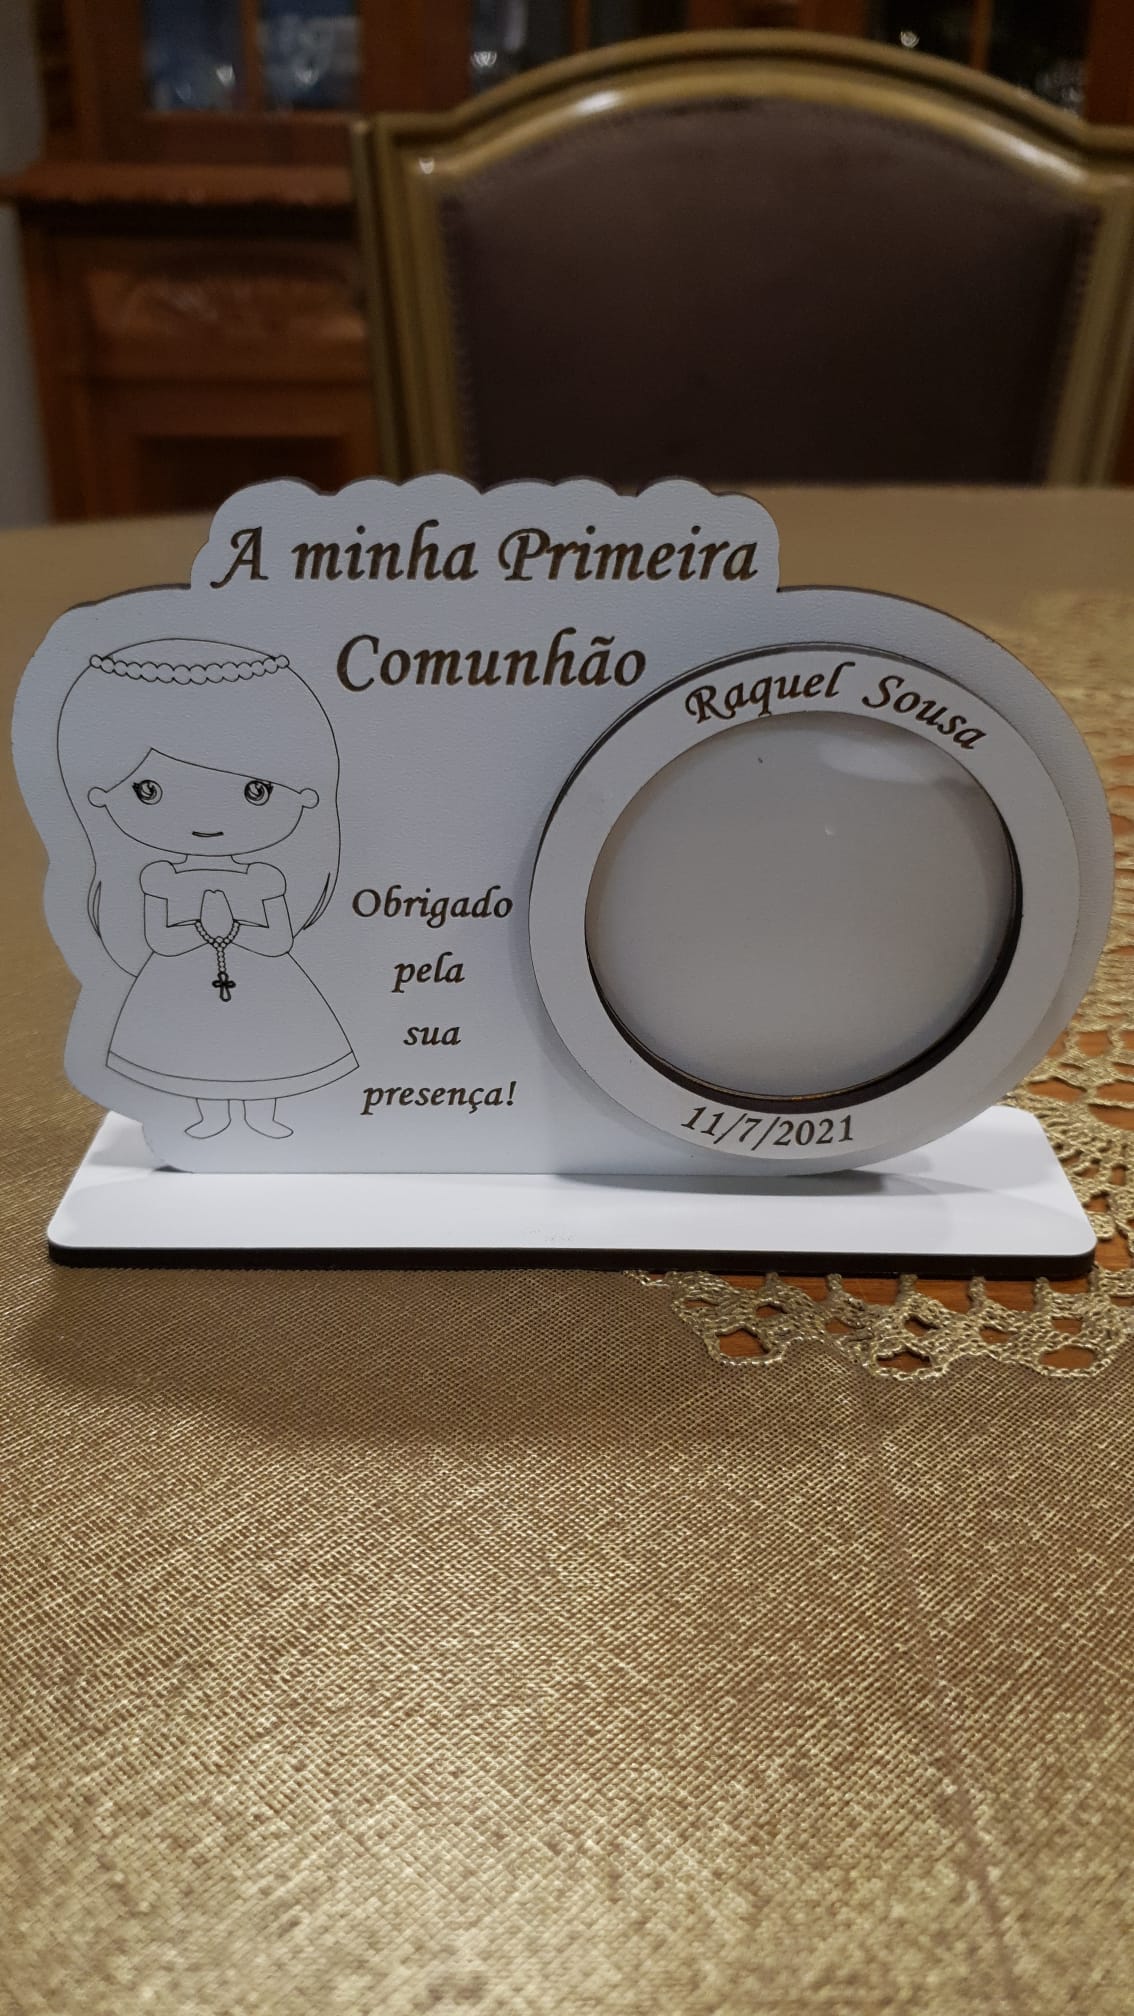 A minha Primeira
Comunhão
Raquel Sousa
Obrigado
pela
sua
presença!
11/7/2021